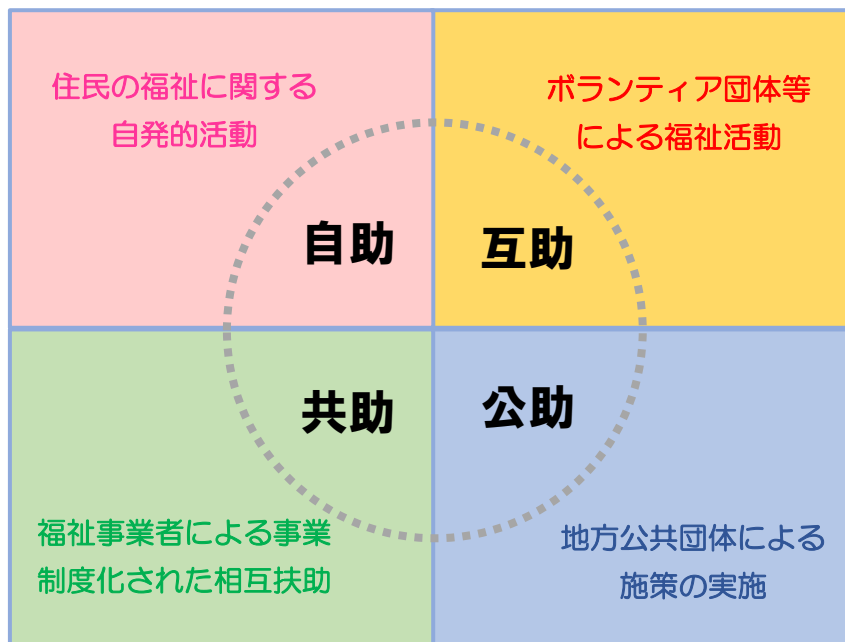 住民の福祉に関する
自発的活動
自助
ボランティア団体等
による福祉活動
互助
共助
福祉事業者による事業
制度化された相互扶助
公助
地方公共団体による
施策の実施